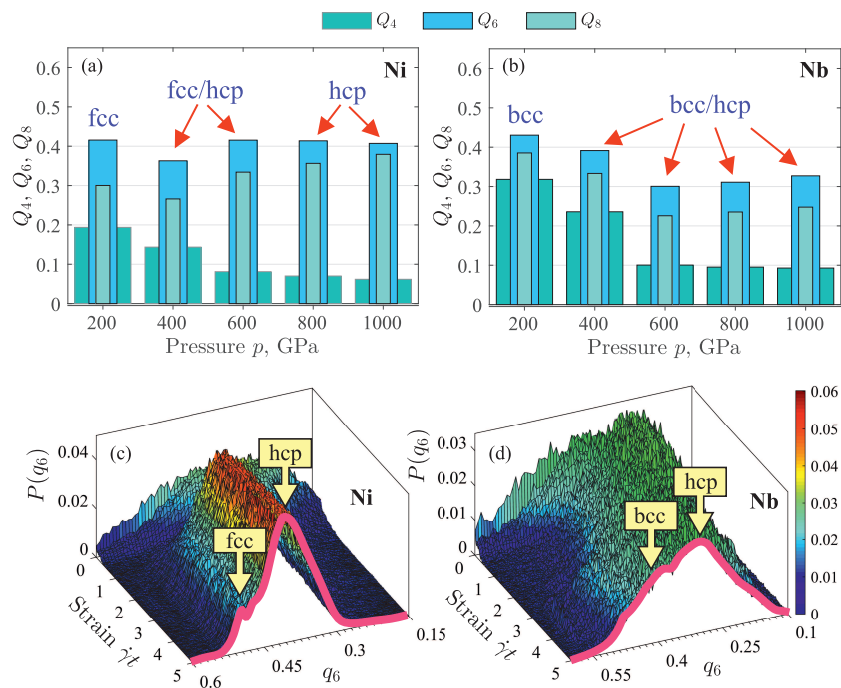 Q4 Q6 Q8
(a) Ni
fcc
fcc/hcp
hcp
Q4, Q6, Q8
0.6
0.5
0.4
0.3
0.2
0.1
0
200 400 600 800 1000
Pressure p, GPa
(b) Nb
bcc
bcc/hcp
Q4, Q6, Q8
0.6
0.5
0.4
0.3
0.2
0.1
0
200 400 600 800 1000
Pressure p, GPa
(c) Ni
hcp
fcc
P(q6)
0.04
0.02
0
0 1 2 3 4 5
Strain γ̇t
0.6 0.45 0.3 0.15
q6
(d) Nb
hcp
bcc
P(q6)
0.03
0.02
0.01
0
0 1 2 3 4 5
Strain γ̇t
0.55 0.4 0.25 0.1
q6
0.06
0.05
0.04
0.03
0.02
0.01
0